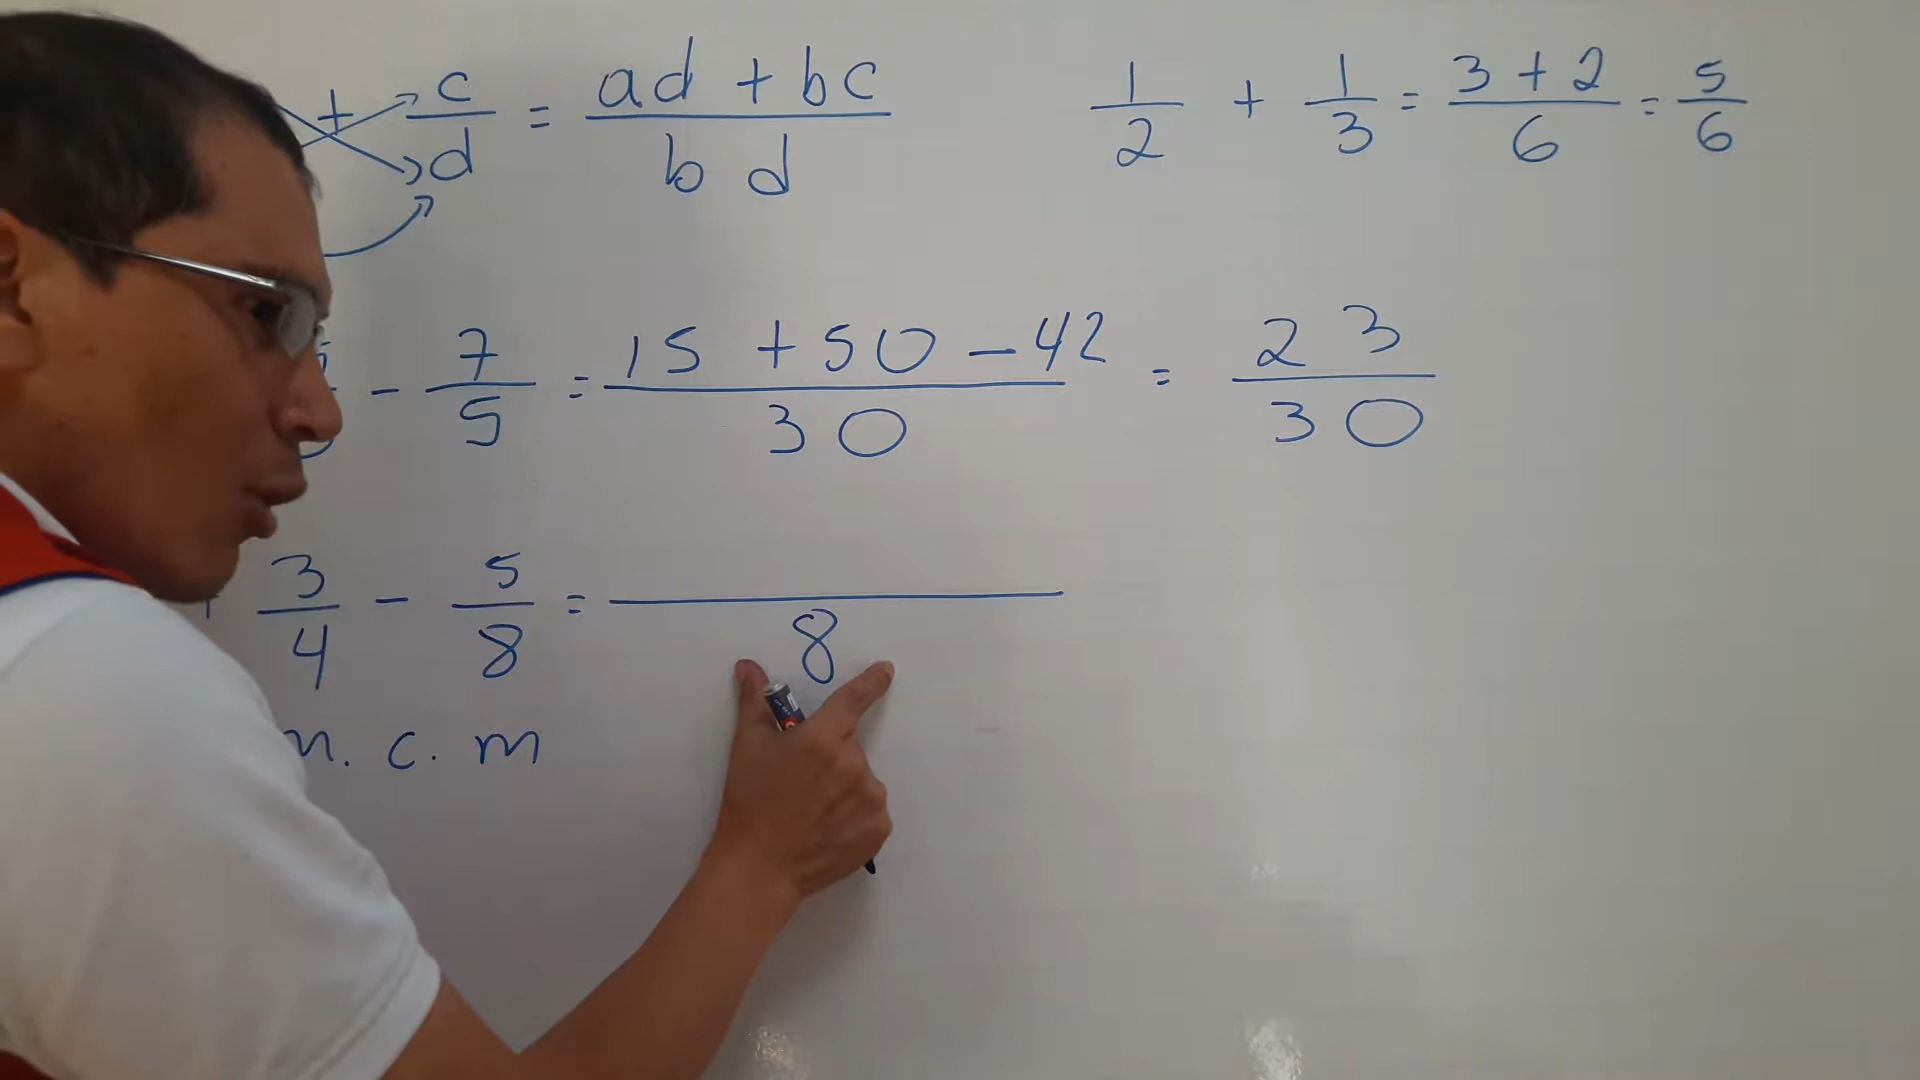 + c/d = ad + bc / bd
1/2 + 1/3 = 3 + 2 / 6 = 5/6
- 7/5 = 15 + 50 - 42 / 30 = 23/30
+ 3/4 - 5/8 = / 8
m. c. m